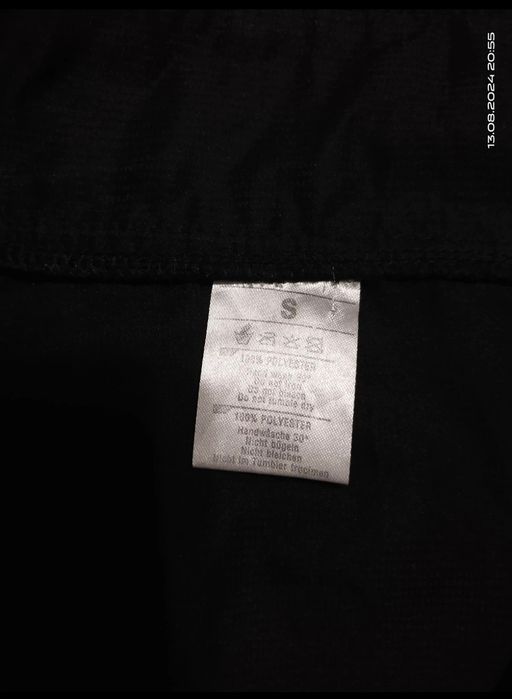 13.08.2024 20:55
S
100% POLYESTER
Do not iron
Do not bleach
Do not tumble dry
100% POLYESTER
Handwäsche 30°
Nicht bügeln
Nicht bleichen
Nicht im Tumbler trocknen